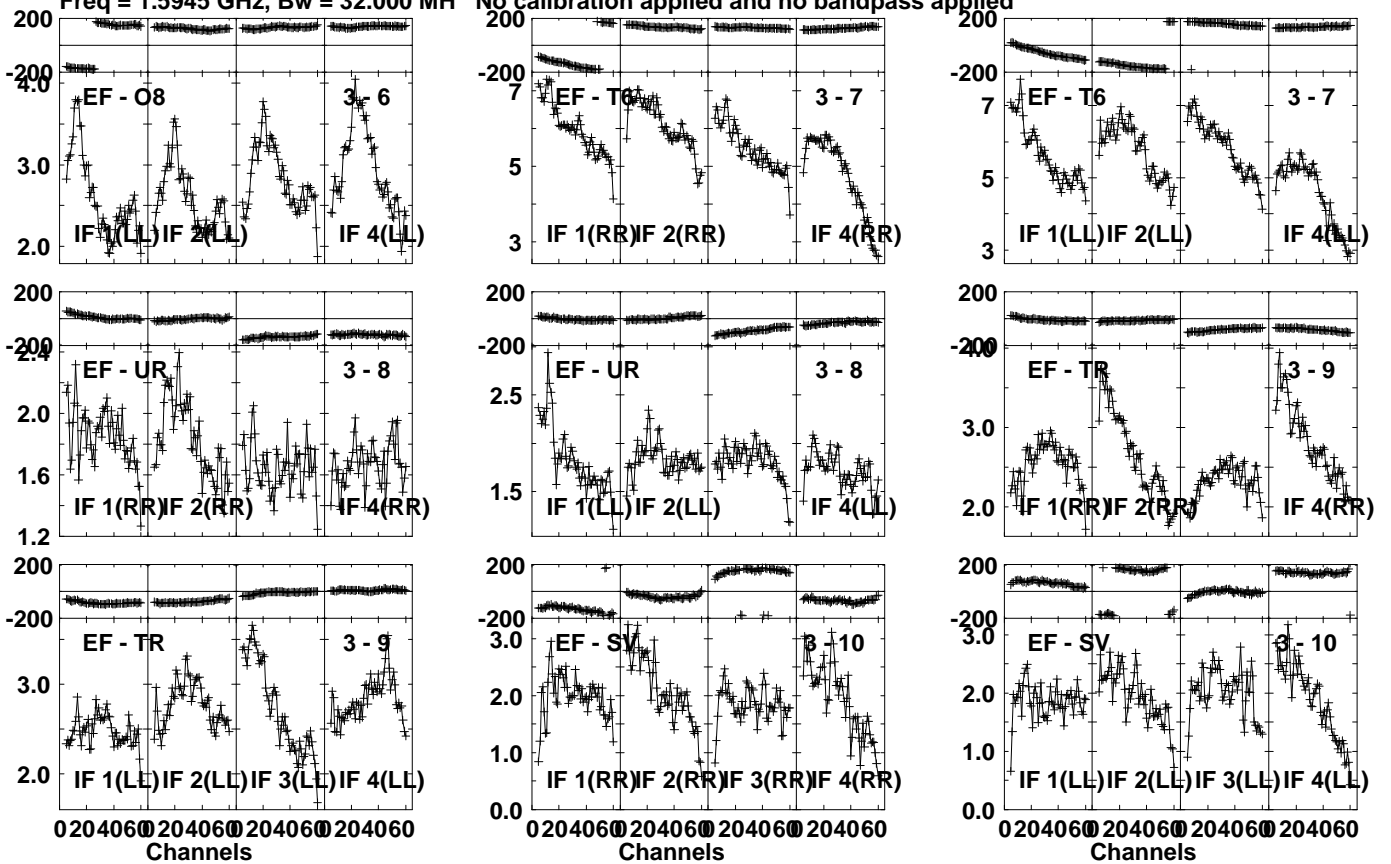 Freq = 1.5945 GHz, Bw = 32.000 MH No calibration applied and no bandpass applied
200 200 200
-200 -200 -200
4.0 EF - O8 3 - 6 7 EF - T6 3 - 7 7 EF - T6 3 - 7
3.0 5 5
2.0 IF 1(LL) IF 2(LL) IF 4(LL) 3 IF 1(RR) IF 2(RR) IF 4(RR) 3 IF 1(LL) IF 2(LL) IF 4(LL)
200 200 200
-200 -200 -200
2.4 EF - UR 3 - 8 EF - UR 3 - 8 4.0 EF - TR 3 - 9
2.0 2.5 3.0
1.6 IF 1(RR) IF 2(RR) IF 4(RR) 1.5 IF 1(LL) IF 2(LL) IF 4(LL) 2.0 IF 1(RR) IF 2(RR) IF 4(RR)
1.2
200 200 200
-200 -200 -200
EF - TR 3 - 9 3.0 EF - SV 3 - 10 3.0 EF - SV 3 - 10
3.0 2.0 2.0
2.0 IF 1(LL) IF 2(LL) IF 3(LL) IF 4(LL) 1.0 IF 1(RR) IF 2(RR) IF 3(RR) IF 4(RR) 1.0 IF 1(LL) IF 2(LL) IF 3(LL) IF 4(LL)
0.0 0.0
0 20 40 60 0 20 40 60 0 20 40 60 0 20 40 60 0 20 40 60 0 20 40 60 0 20 40 60 0 20 40 60 0 20 40 60 0 20 40 60 0 20 40 60 0 20 40 60
Channels Channels Channels